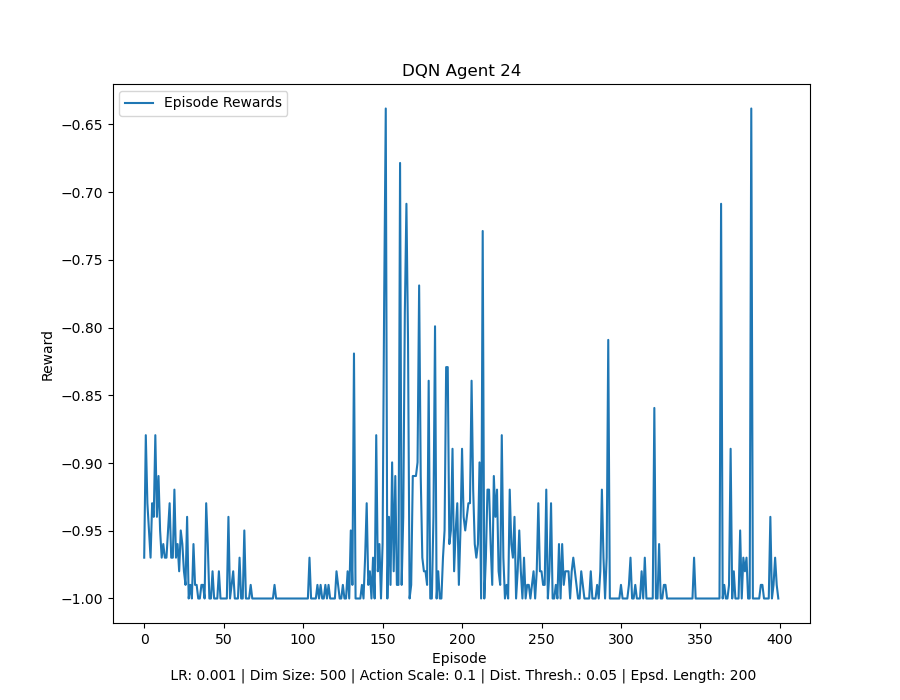 DQN Agent 24
Episode Rewards
−0.65
−0.70
−0.75
−0.80
−0.85
−0.90
−0.95
−1.00
Reward
0 50 100 150 200 250 300 350 400
Episode
LR: 0.001 | Dim Size: 500 | Action Scale: 0.1 | Dist. Thresh.: 0.05 | Epsd. Length: 200